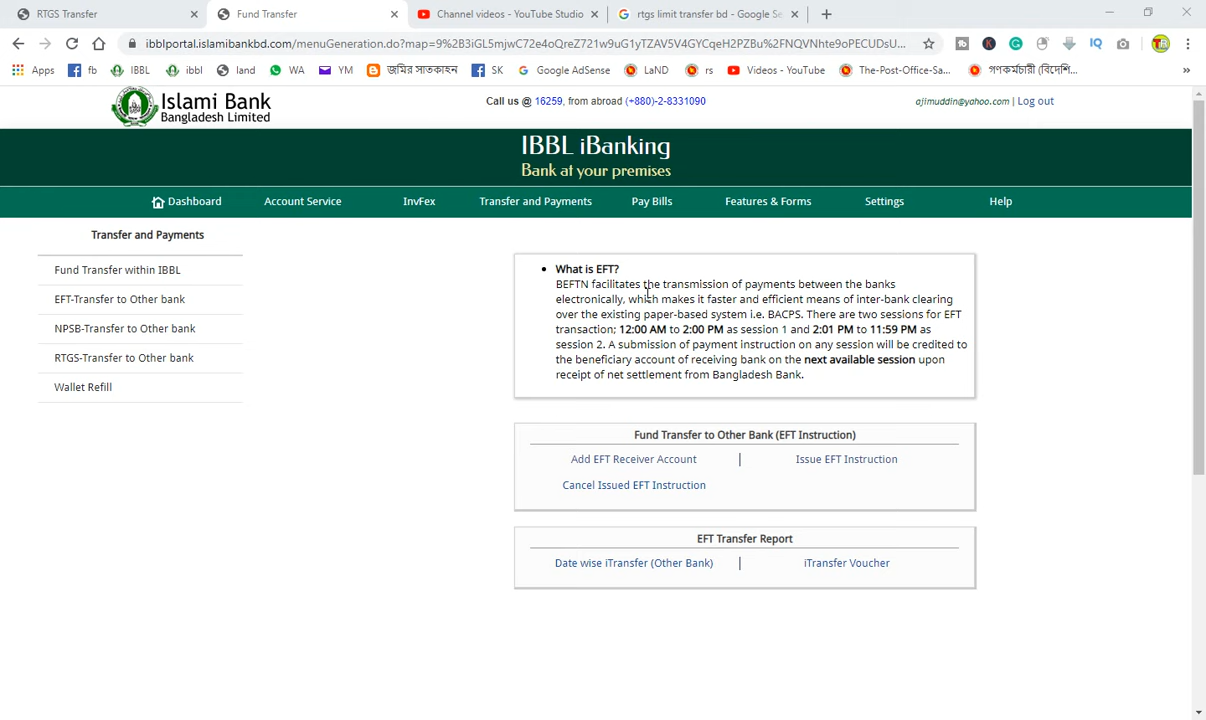 RTGS Transfer
Fund Transfer
Channel videos - YouTube Studio
rtgs limit transfer bd - Google Se
ibblportal.islamibankbd.com/menuGeneration.do?map=9%2B3iGL5mjwC72e4oQreZ721w9uG1yTZAV5V4GYCqeH2PZBu%2FNQVNhte9oPECUD3U...
IQ
Apps
fb
IBBL
ibbl
land
WA
YM
জমির সাতকাহন
SK
Google AdSense
LaND
rs
Videos - YouTube
The-Post-Office-Sa...
গণকর্মচারী (বিদেশি...
Islami Bank
Bangladesh Limited
Call us @ 16259, from abroad (+880)-2-8331090
ajimuddin@yahoo.com | Log out
IBBL iBanking
Bank at your premises
Dashboard
Account Service
InvFex
Transfer and Payments
Pay Bills
Features & Forms
Settings
Help
Transfer and Payments
Fund Transfer within IBBL
EFT-Transfer to Other bank
NPSB-Transfer to Other bank
RTGS-Transfer to Other bank
Wallet Refill
What is EFT?
BEFTN facilitates the transmission of payments between the banks
electronically, which makes it faster and efficient means of inter-bank clearing
over the existing paper-based system i.e. BACPS. There are two sessions for EFT
transaction; 12:00 AM to 2:00 PM as session 1 and 2:01 PM to 11:59 PM as
session 2. A submission of payment instruction on any session will be credited to
the beneficiary account of receiving bank on the next available session upon
receipt of net settlement from Bangladesh Bank.
Fund Transfer to Other Bank (EFT Instruction)
Add EFT Receiver Account | Issue EFT Instruction
Cancel Issued EFT Instruction
EFT Transfer Report
Date wise iTransfer (Other Bank) | iTransfer Voucher